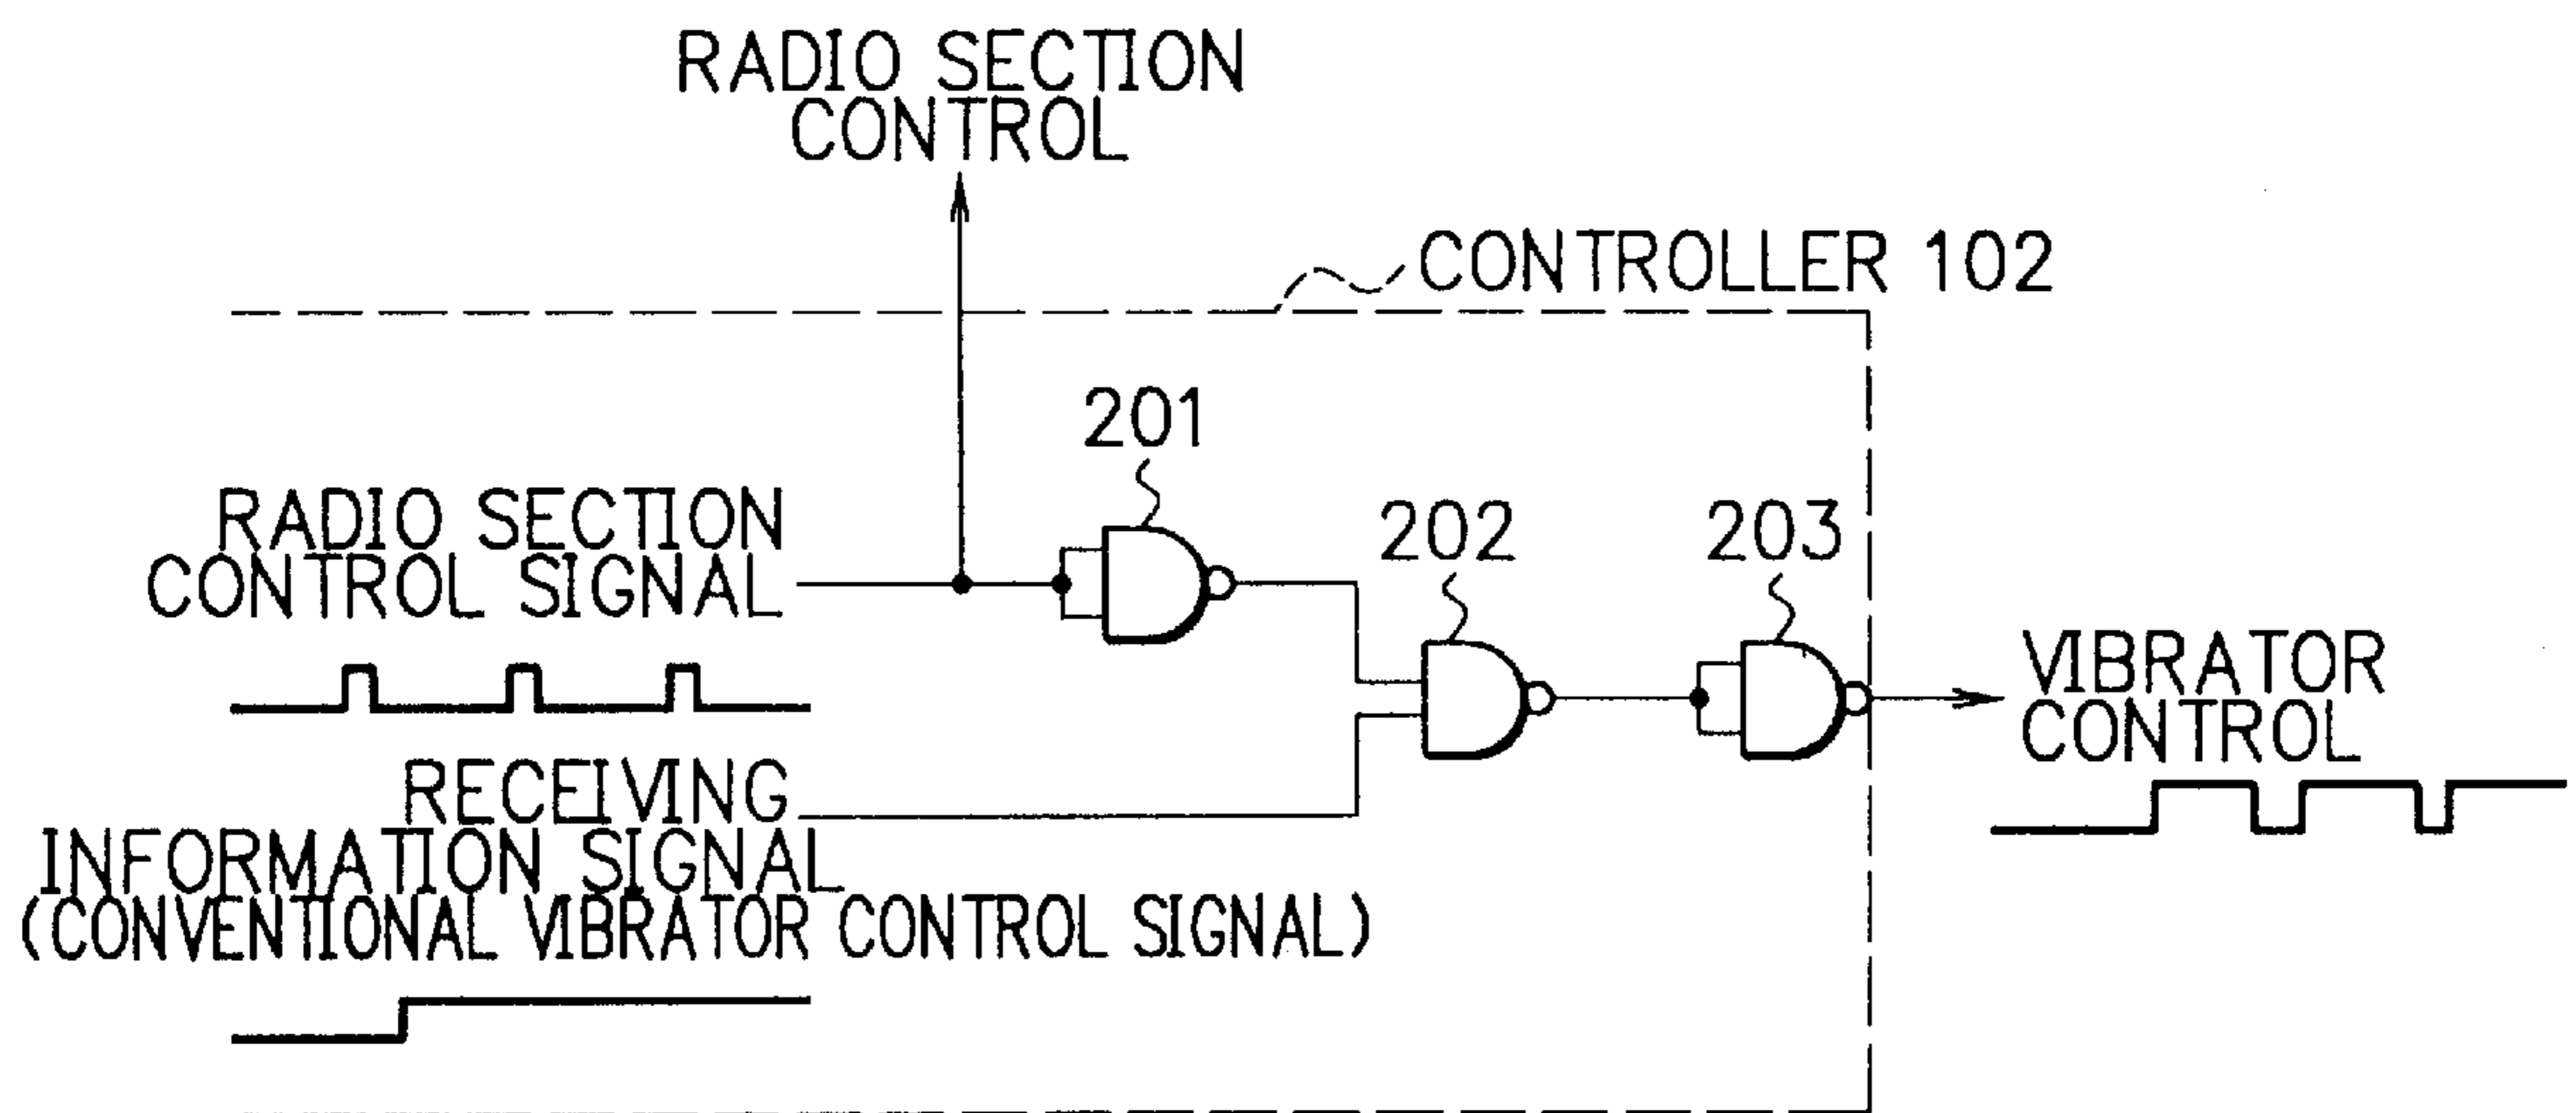 RADIO SECTION
CONTROL
CONTROLLER 102
201
202
203
RADIO SECTION
CONTROL SIGNAL
VIBRATOR
CONTROL
RECEIVING
INFORMATION SIGNAL
(CONVENTIONAL VIBRATOR CONTROL SIGNAL)